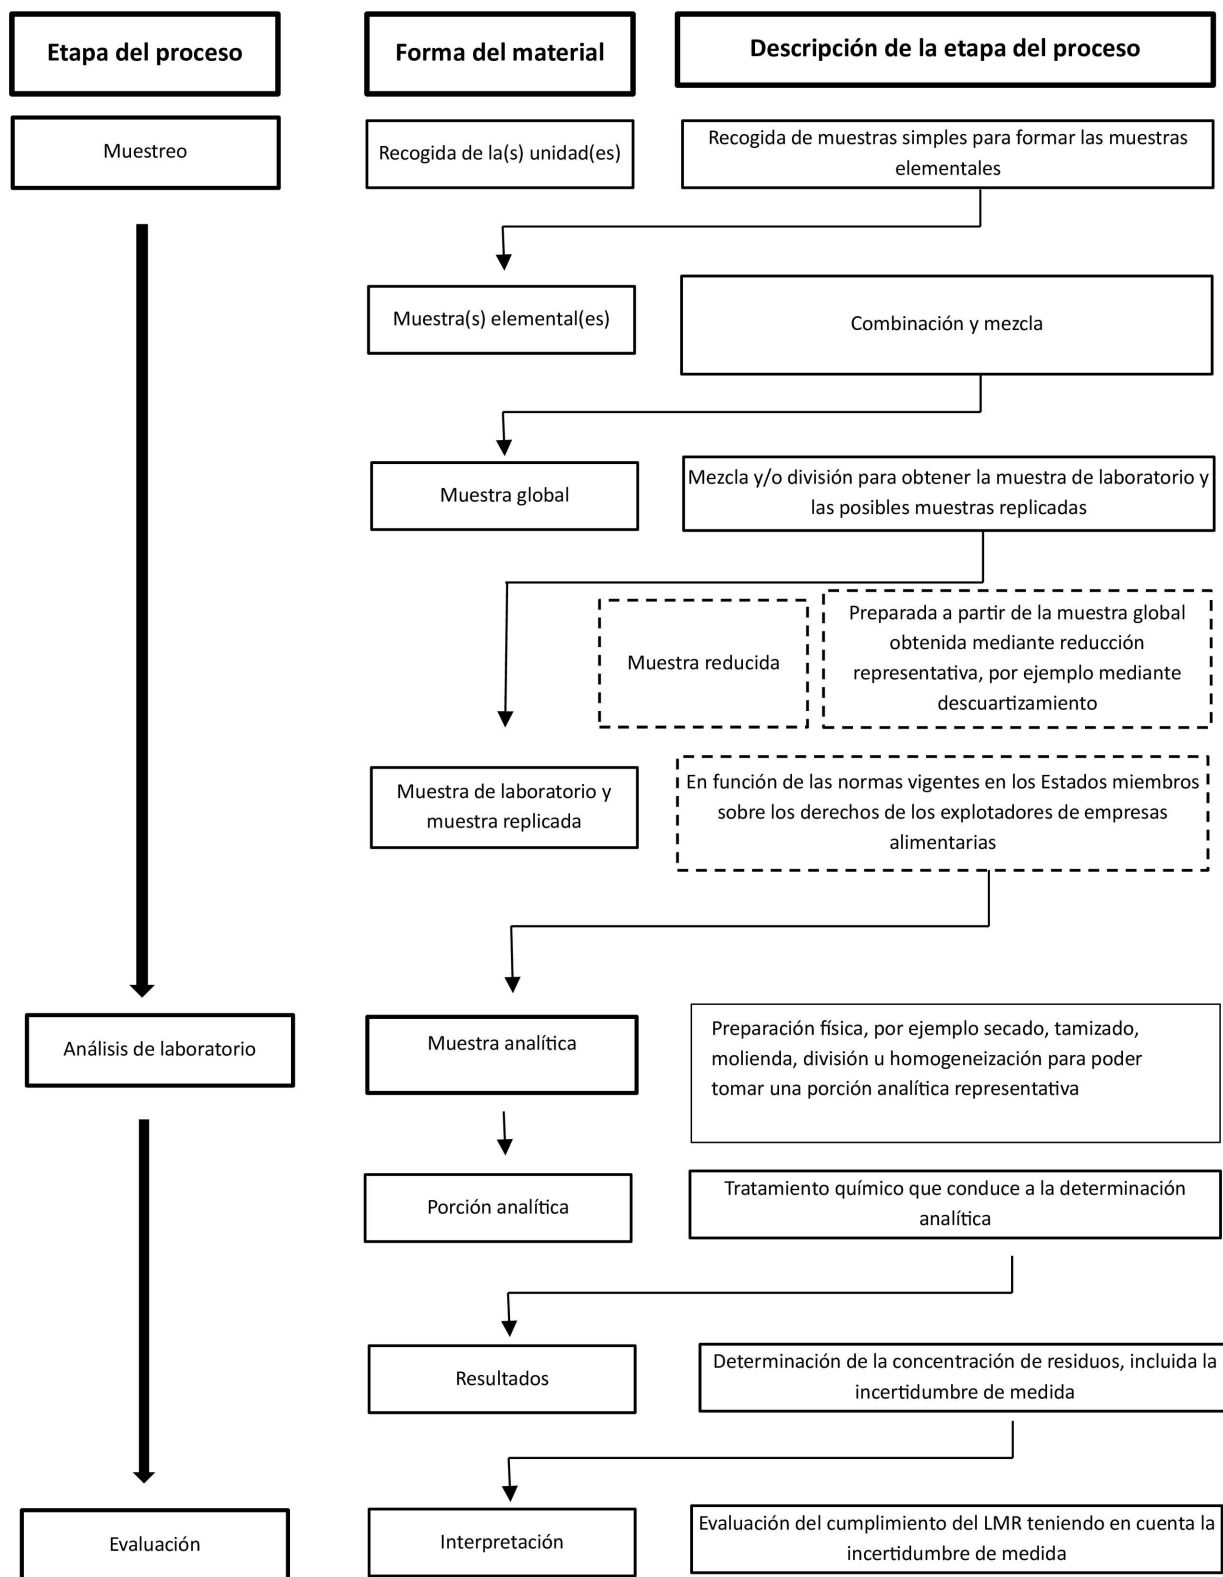 Etapa del proceso
Forma del material
Descripción de la etapa del proceso
Muestreo
Recogida de la(s) unidad(es)
Recogida de muestras simples para formar las muestras
elementales
Muestra(s) elemental(es)
Combinación y mezcla
Muestra global
Mezcla y/o división para obtener la muestra de laboratorio y
las posibles muestras replicadas
Muestra reducida
Preparada a partir de la muestra global
obtenida mediante reducción
representativa, por ejemplo mediante
descuartizamiento
Muestra de laboratorio y
muestra replicada
En función de las normas vigentes en los Estados miembros
sobre los derechos de los explotadores de empresas
alimentarias
Análisis de laboratorio
Muestra analítica
Preparación física, por ejemplo secado, tamizado,
molienda, división u homogeneización para poder
tomar una porción analítica representativa
Porción analítica
Tratamiento químico que conduce a la determinación
analítica
Resultados
Determinación de la concentración de residuos, incluida la
incertidumbre de medida
Evaluación
Interpretación
Evaluación del cumplimiento del LMR teniendo en cuenta la
incertidumbre de medida